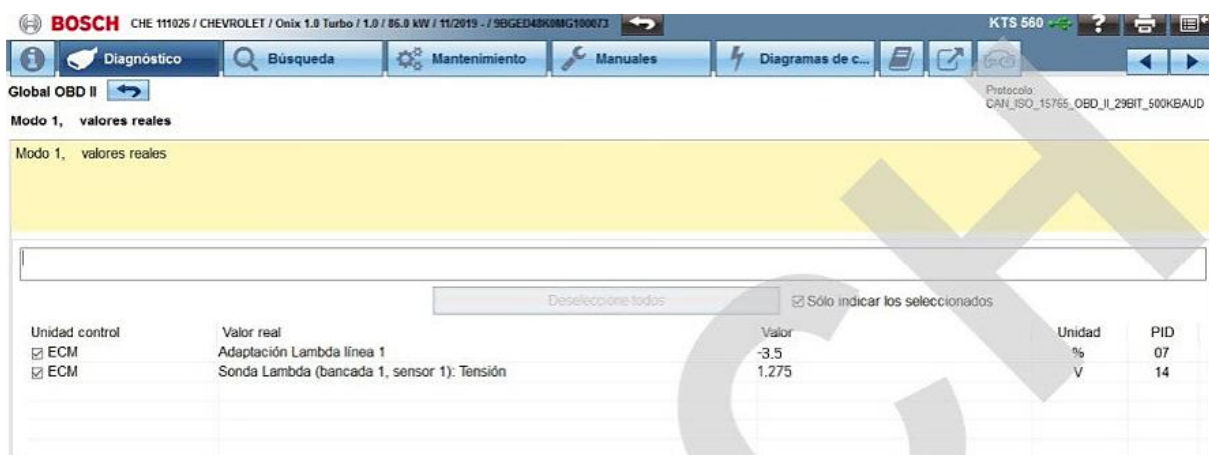 BOSCH CHE 111026 / CHEVROLET / Onix 1.0 Turbo / 1.0 / 86.0 kW / 11/2019 - / 9BGED48K0MG100073 KTS 560 ?
Diagnóstico Búsqueda Mantenimiento Manuales Diagramas de c...
Global OBD II
Protocolo
CAN_ISO_15765_OBD_II_29BIT_500KBAUD
Modo 1, valores reales
Modo 1, valores reales
Deseleccione todos Sólo indicar los seleccionados
Unidad control Valor real Valor Unidad PID
ECM Adaptación Lambda línea 1 -3.5 % 07
ECM Sonda Lambda (bancada 1, sensor 1): Tensión 1.275 V 14
CH